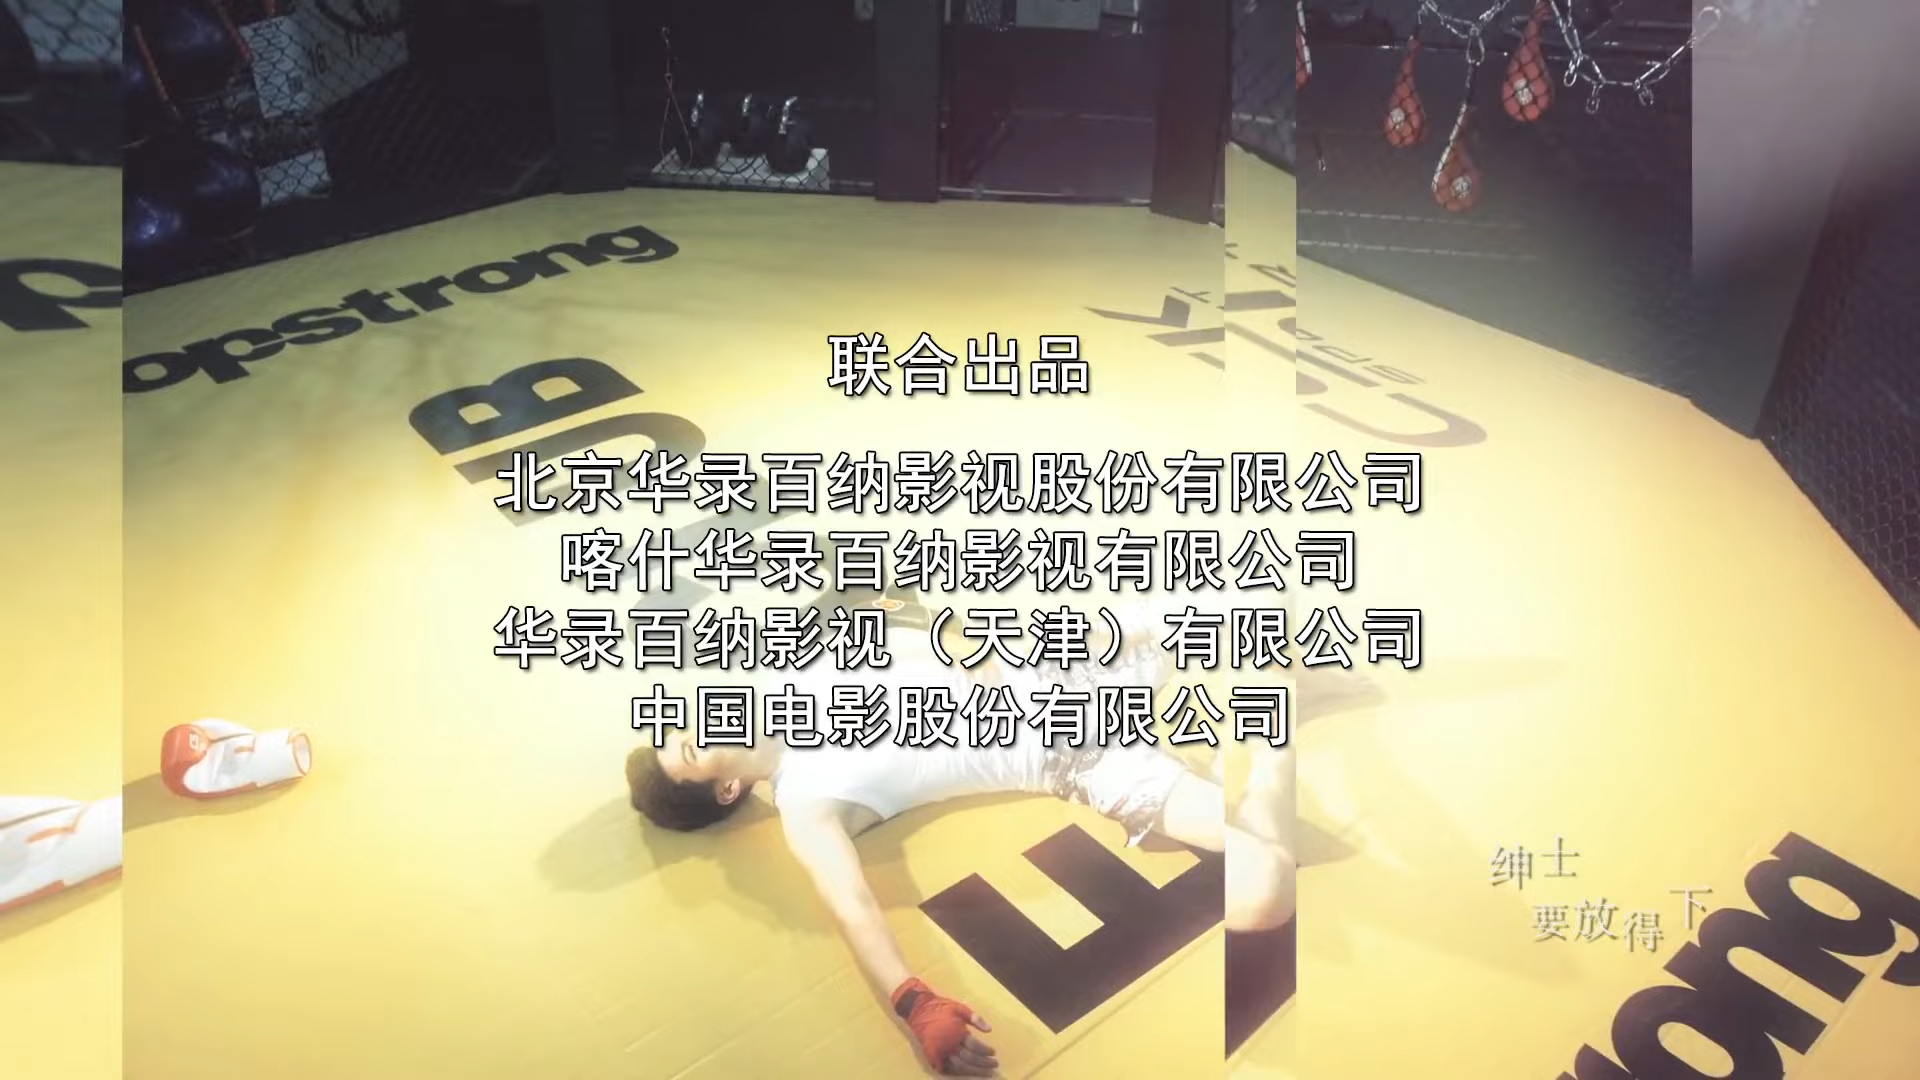 opstrong
联合出品
北京华录百纳影视股份有限公司
喀什华录百纳影视有限公司
华录百纳影视（天津）有限公司
中国电影股份有限公司
绅士
要放得下
ong